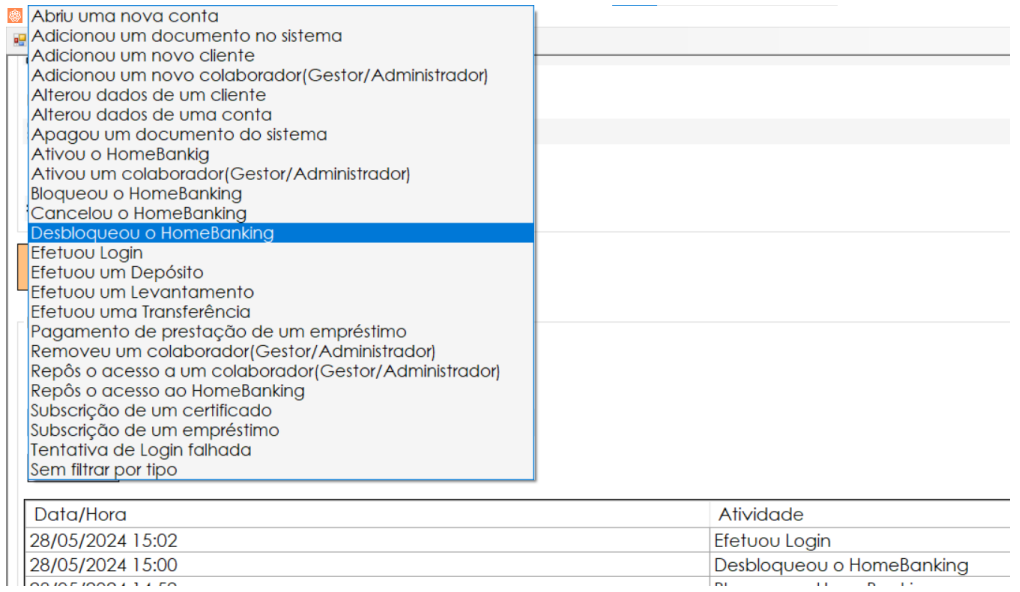 Abriu uma nova conta
Adicionou um documento no sistema
Adicionou um novo cliente
Adicionou um novo colaborador(Gestor/Administrador)
Alterou dados de um cliente
Alterou dados de uma conta
Apagou um documento do sistema
Ativou o HomeBankig
Ativou um colaborador(Gestor/Administrador)
Bloqueou o HomeBanking
Cancelou o HomeBanking
Desbloqueou o HomeBanking
Efetuou Login
Efetuou um Depósito
Efetuou um Levantamento
Efetuou uma Transferência
Pagamento de prestação de um empréstimo
Removeu um colaborador(Gestor/Administrador)
Repôs o acesso a um colaborador(Gestor/Administrador)
Repôs o acesso ao HomeBanking
Subscrição de um certificado
Subscrição de um empréstimo
Tentativa de Login falhada
Sem filtrar por tipo
Data/Hora Atividade
28/05/2024 15:02 Efetuou Login
28/05/2024 15:00 Desbloqueou o HomeBanking